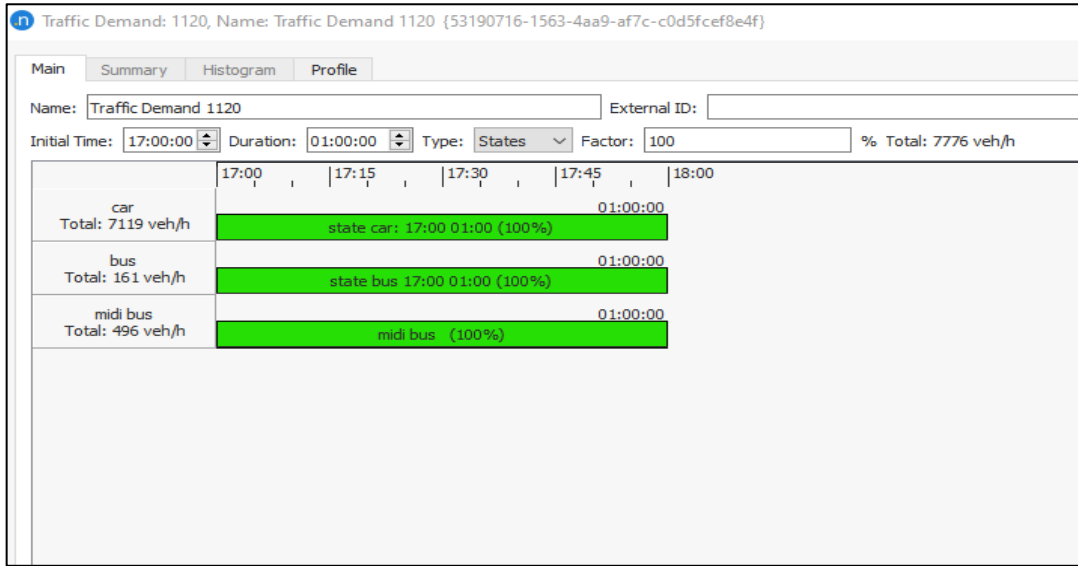 .n Traffic Demand: 1120, Name: Traffic Demand 1120 {53190716-1563-4aa9-af7c-c0d5fcef8e4f}
Main Summary Histogram Profile
Name: Traffic Demand 1120 External ID:
Initial Time: 17:00:00 Duration: 01:00:00 Type: States Factor: 100 % Total: 7776 veh/h
17:00 17:15 17:30 17:45 18:00
car 01:00:00
Total: 7119 veh/h state car: 17:00 01:00 (100%)
bus 01:00:00
Total: 161 veh/h state bus 17:00 01:00 (100%)
midi bus 01:00:00
Total: 496 veh/h midi bus (100%)